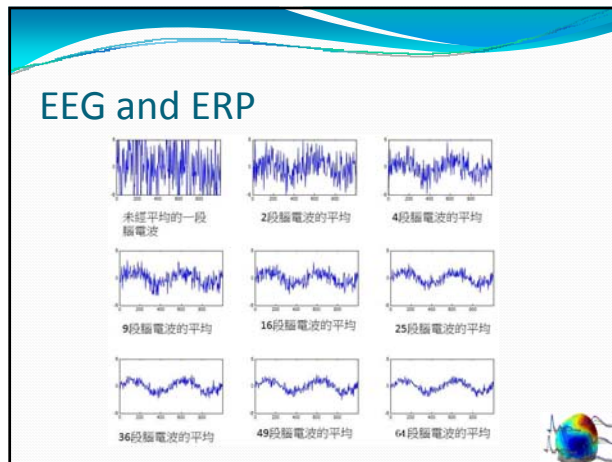 EEG and ERP
未經平均的一段
腦電波
2段腦電波的平均
4段腦電波的平均
9段腦電波的平均
16段腦電波的平均
25段腦電波的平均
36段腦電波的平均
49段腦電波的平均
64段腦電波的平均